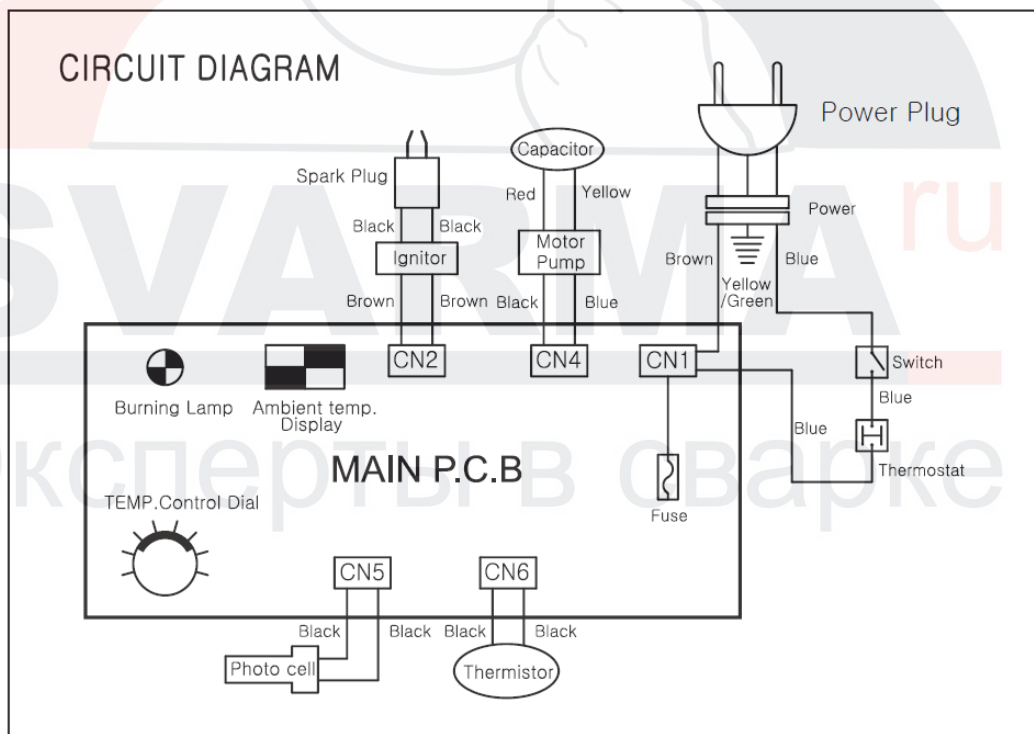 CIRCUIT DIAGRAM
Power Plug
Capacitor
Spark Plug
Red
Yellow
Power
Black
Black
Motor
Pump
Ignitor
Brown
Blue
Yellow
/Green
Brown
Brown
Black
Blue
CN2
CN4
CN1
Switch
Blue
Burning Lamp
Ambient temp.
Display
Blue
Thermostat
MAIN P.C.B
TEMP.Control Dial
Fuse
CN5
CN6
Black
Black
Black
Black
Photo cell
Thermistor
SVARMA
ru
эксперты в сварке